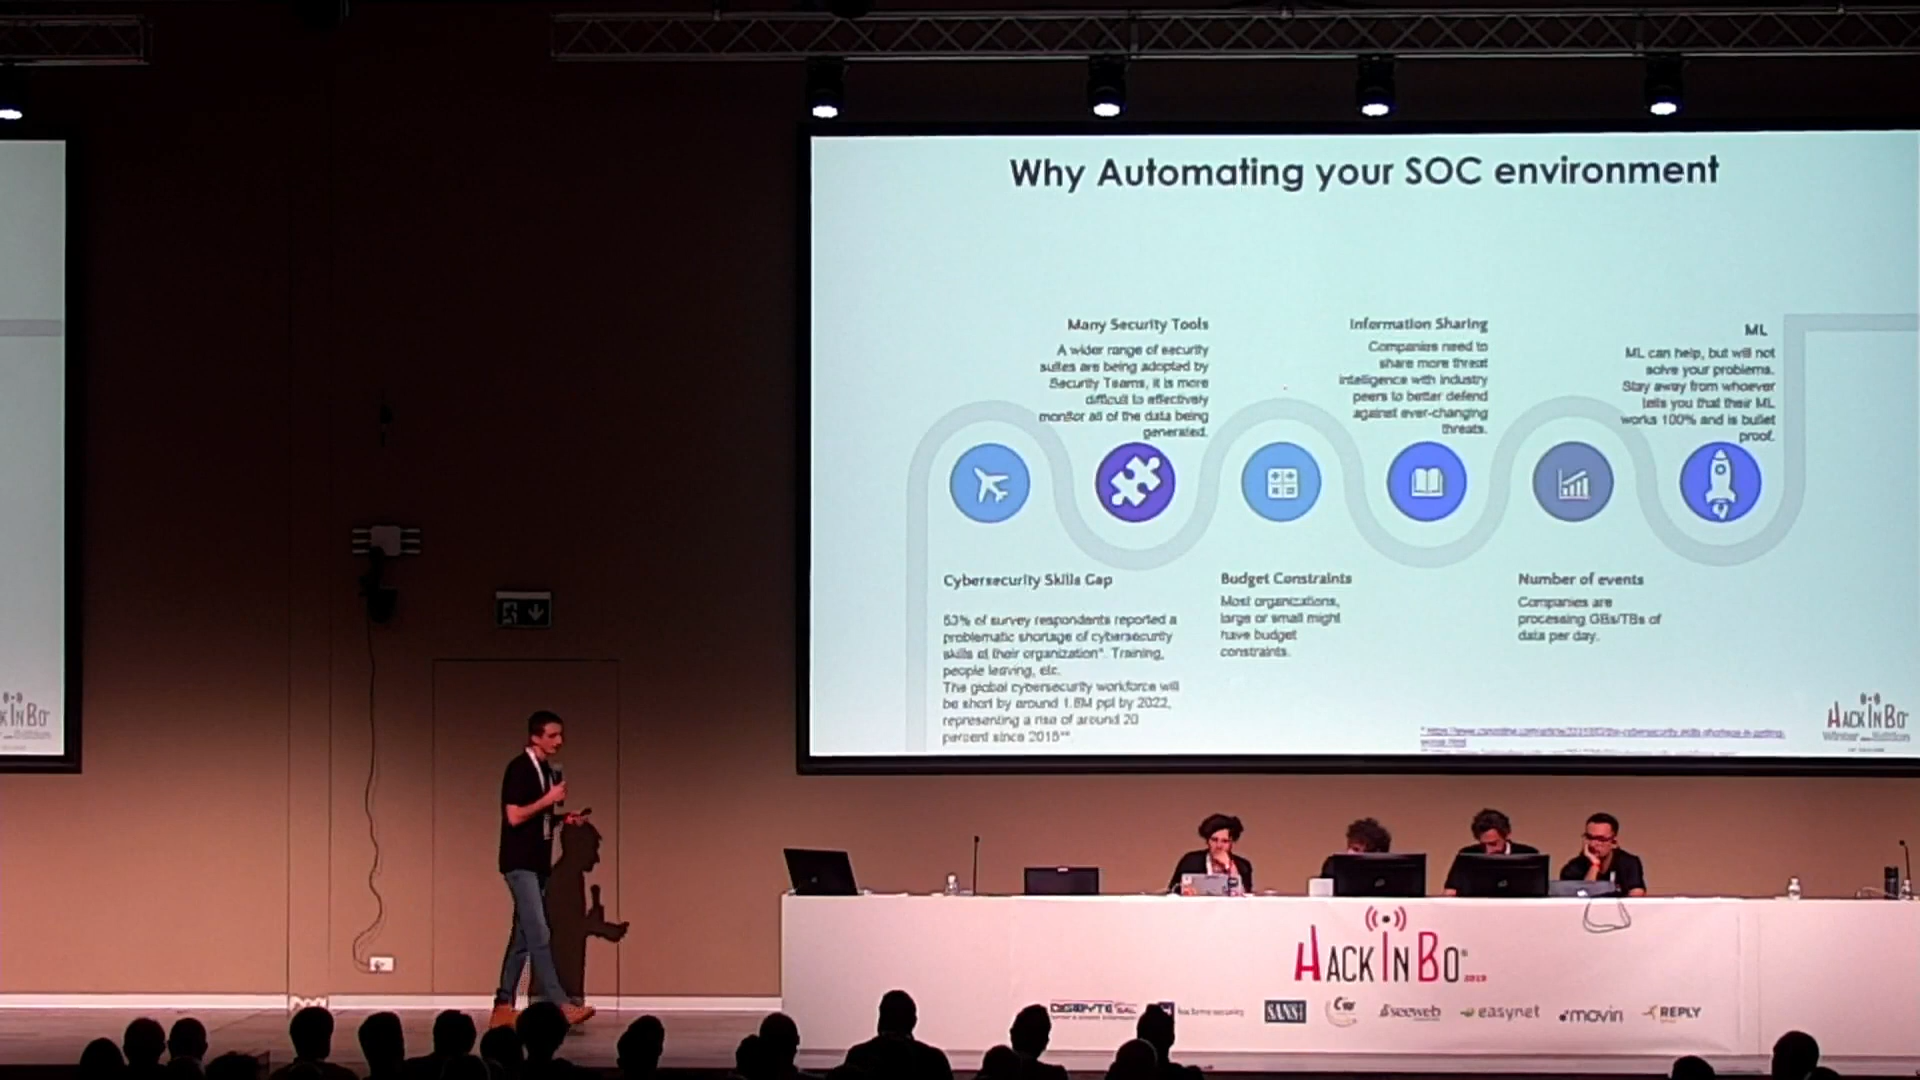 Why Automating your SOC environment
Many Security Tools
A wider range of security
suites are being adopted by
Security Teams, it is more
difficult to effectively
monitor all of the data being
generated.
Information Sharing
Companies need to
share more threat
intelligence with industry
peers to better defend
against ever-changing
threats.
ML
ML can help, but will not
solve your problems.
Stay away from whoever
tells you that their ML
works 100% and is bullet
proof.
Cybersecurity Skills Gap
53% of survey respondents reported a
problematic shortage of cybersecurity
skills at their organization*. Training,
people leaving, etc.
The global cybersecurity workforce will
be short by around 1.8M ppl by 2022,
representing a rise of around 20
percent since 2015**.
Budget Constraints
Most organizations,
large or small might
have budget
constraints.
Number of events
Companies are
processing GBs/TBs of
data per day.
HACKINBO
Winter Edition
KINBO
Edition
HACKINBO
2019
DIGIBYTE
SANS
seeweb
easynet
movin
REPLY